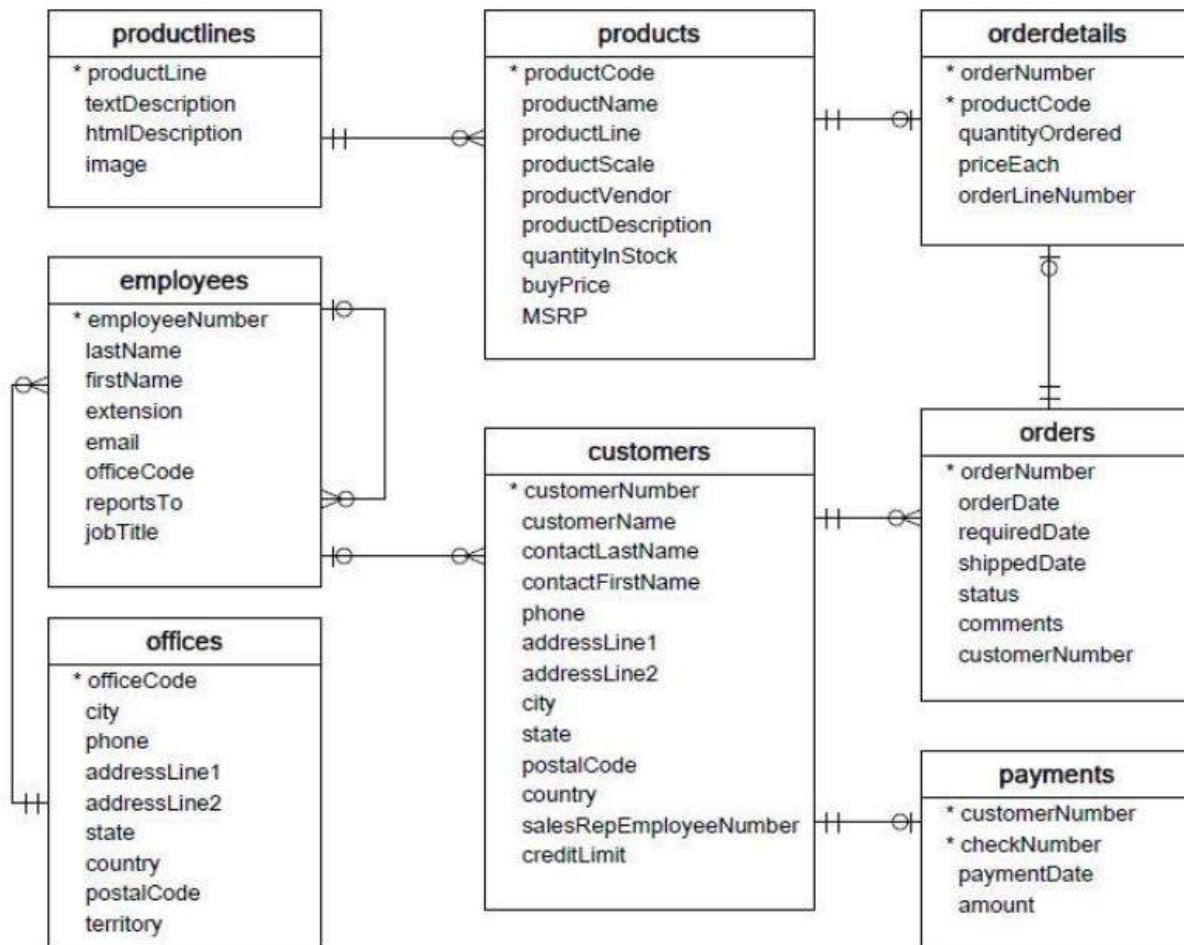 productlines
* productLine
textDescription
htmlDescription
image
products
* productCode
productName
productLine
productScale
productVendor
productDescription
quantityInStock
buyPrice
MSRP
orderdetails
* orderNumber
* productCode
quantityOrdered
priceEach
orderLineNumber
employees
* employeeNumber
lastName
firstName
extension
email
officeCode
reportsTo
jobTitle
customers
* customerNumber
customerName
contactLastName
contactFirstName
phone
addressLine1
addressLine2
city
state
postalCode
country
salesRepEmployeeNumber
creditLimit
orders
* orderNumber
orderDate
requiredDate
shippedDate
status
comments
customerNumber
offices
* officeCode
city
phone
addressLine1
addressLine2
state
country
postalCode
territory
payments
* customerNumber
* checkNumber
paymentDate
amount